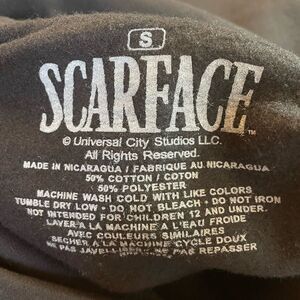 S
SCARFACE™
© Universal City Studios LLC.
All Rights Reserved.
MADE IN NICARAGUA / FABRIQUE AU NICARAGUA
50% COTTON / COTON
50% POLYESTER
MACHINE WASH COLD WITH LIKE COLORS
TUMBLE DRY LOW • DO NOT BLEACH • DO NOT IRON
NOT INTENDED FOR CHILDREN 12 AND UNDER.
LAVER A LA MACHINE A L'EAU FROIDE
AVEC COULEURS SIMILAIRES
SECHER A LA MACHINE CYCLE DOUX
NE PAS JAVELLISER • NE PAS REPASSER